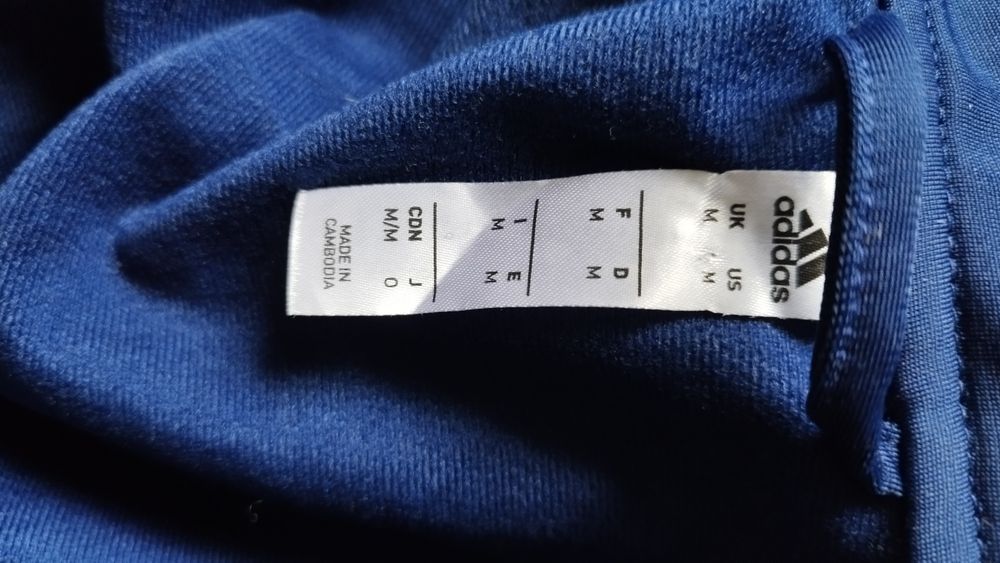 adidas
UK US
M M
F D
M M
I E
M M
CDN J
M/M O
MADE IN
CAMBODIA